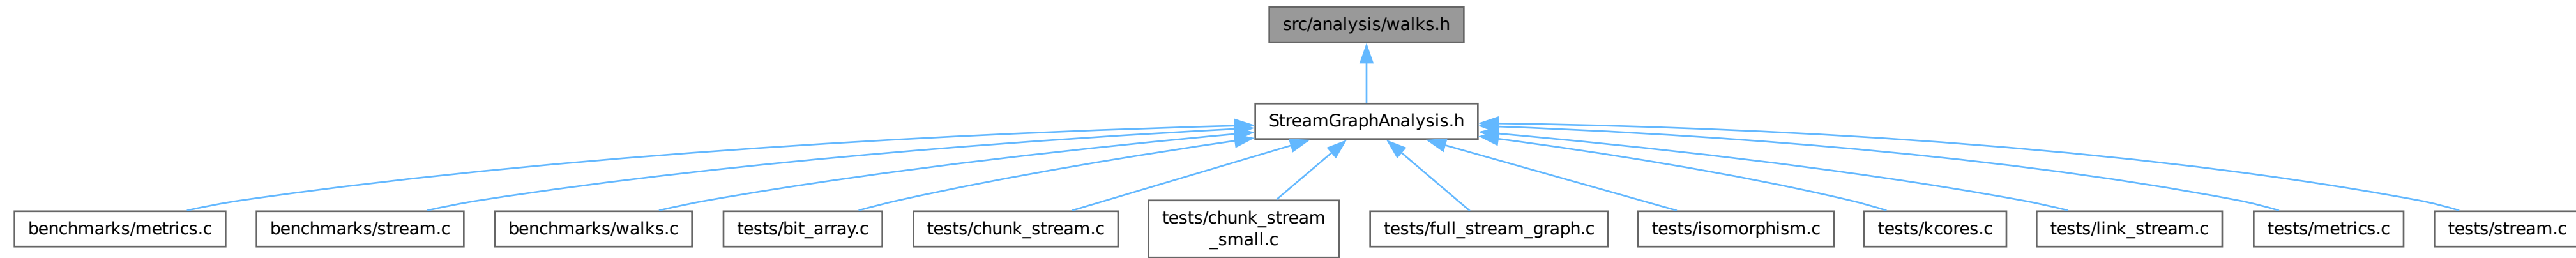 src/analysis/walks.h
StreamGraphAnalysis.h
benchmarks/metrics.c
benchmarks/stream.c
benchmarks/walks.c
tests/bit_array.c
tests/chunk_stream.c
tests/chunk_stream
_small.c
tests/full_stream_graph.c
tests/isomorphism.c
tests/kcores.c
tests/link_stream.c
tests/metrics.c
tests/stream.c